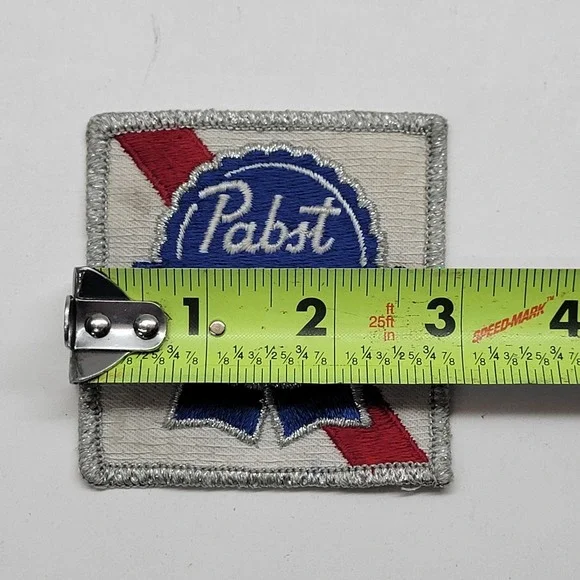 Pabst
1 2 ft 3 SPEED-MARK™ 4
25ft
in
1/8 1/4 3/8 1/2 5/8 3/4 7/8 1/8 1/4 3/8 1/2 5/8 3/4 7/8 1/8 1/4 3/8 1/2 5/8 3/4 7/8 1/8 1/4 3/8 1/2 5/8 3/4 7/8